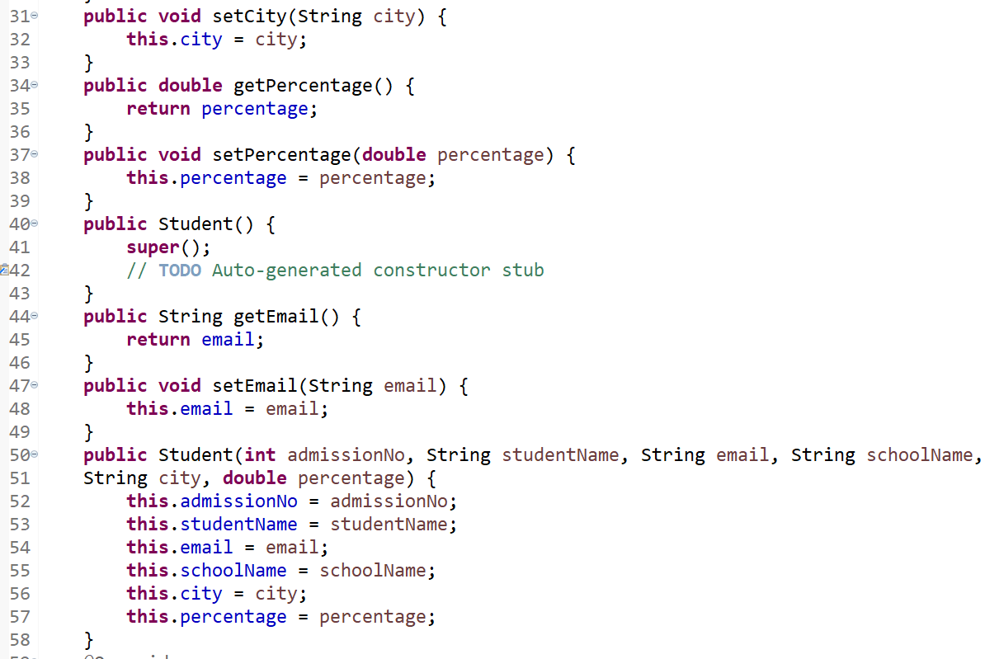 31 public void setCity(String city) {
32 this.city = city;
33 }
34 public double getPercentage() {
35 return percentage;
36 }
37 public void setPercentage(double percentage) {
38 this.percentage = percentage;
39 }
40 public Student() {
41 super();
42 // TODO Auto-generated constructor stub
43 }
44 public String getEmail() {
45 return email;
46 }
47 public void setEmail(String email) {
48 this.email = email;
49 }
50 public Student(int admissionNo, String studentName, String email, String schoolName,
51 String city, double percentage) {
52 this.admissionNo = admissionNo;
53 this.studentName = studentName;
54 this.email = email;
55 this.schoolName = schoolName;
56 this.city = city;
57 this.percentage = percentage;
58 }